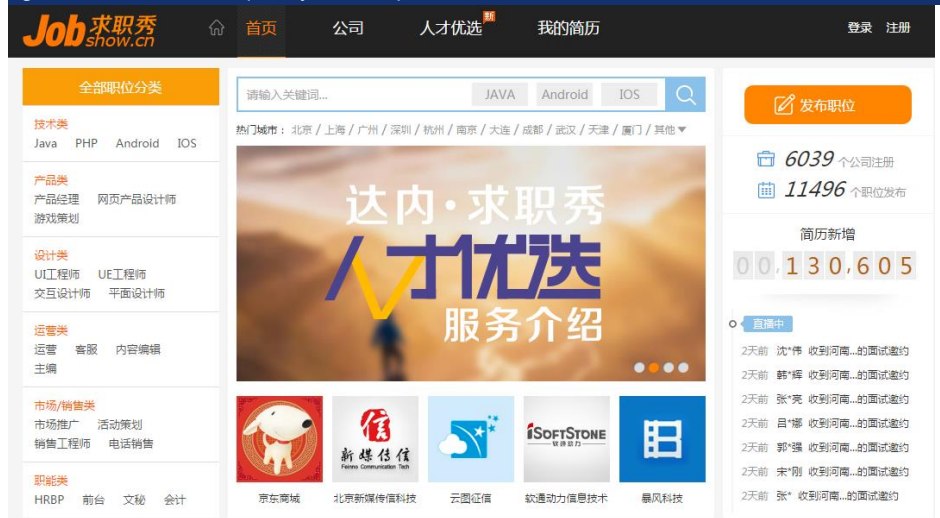 Job 求职秀
show.cn
首页 公司 人才优选 新 我的简历
登录 注册
全部职位分类
技术类
Java PHP Android IOS
产品类
产品经理 网页产品设计师
游戏策划
设计类
UI工程师 UE工程师
交互设计师 平面设计师
运营类
运营 客服 内容编辑
主编
市场/销售类
市场推广 活动策划
销售工程师 电话销售
职能类
HRBP 前台 文秘 会计
请输入关键词... JAVA Android IOS
热门城市: 北京 / 上海 / 广州 / 深圳 / 杭州 / 南京 / 大连 / 成都 / 武汉 / 天津 / 厦门 / 其他▼
达内·求职秀
人才优选
服务介绍
信
新媒传信
Feinno Communication Tech
iSOFTSTONE
软通动力
京东商城 北京新媒传信科技 云图征信 软通动力信息技术 暴风科技
发布职位
6039 个公司注册
11496 个职位发布
简历新增
00,130,605
直播中
2天前 沈*伟 收到河南...的面试邀约
2天前 韩*辉 收到河南...的面试邀约
2天前 张*亮 收到河南...的面试邀约
2天前 吕*娜 收到河南...的面试邀约
2天前 郭*强 收到河南...的面试邀约
2天前 宋*刚 收到河南...的面试邀约
2天前 张* 收到河南...的面试邀约